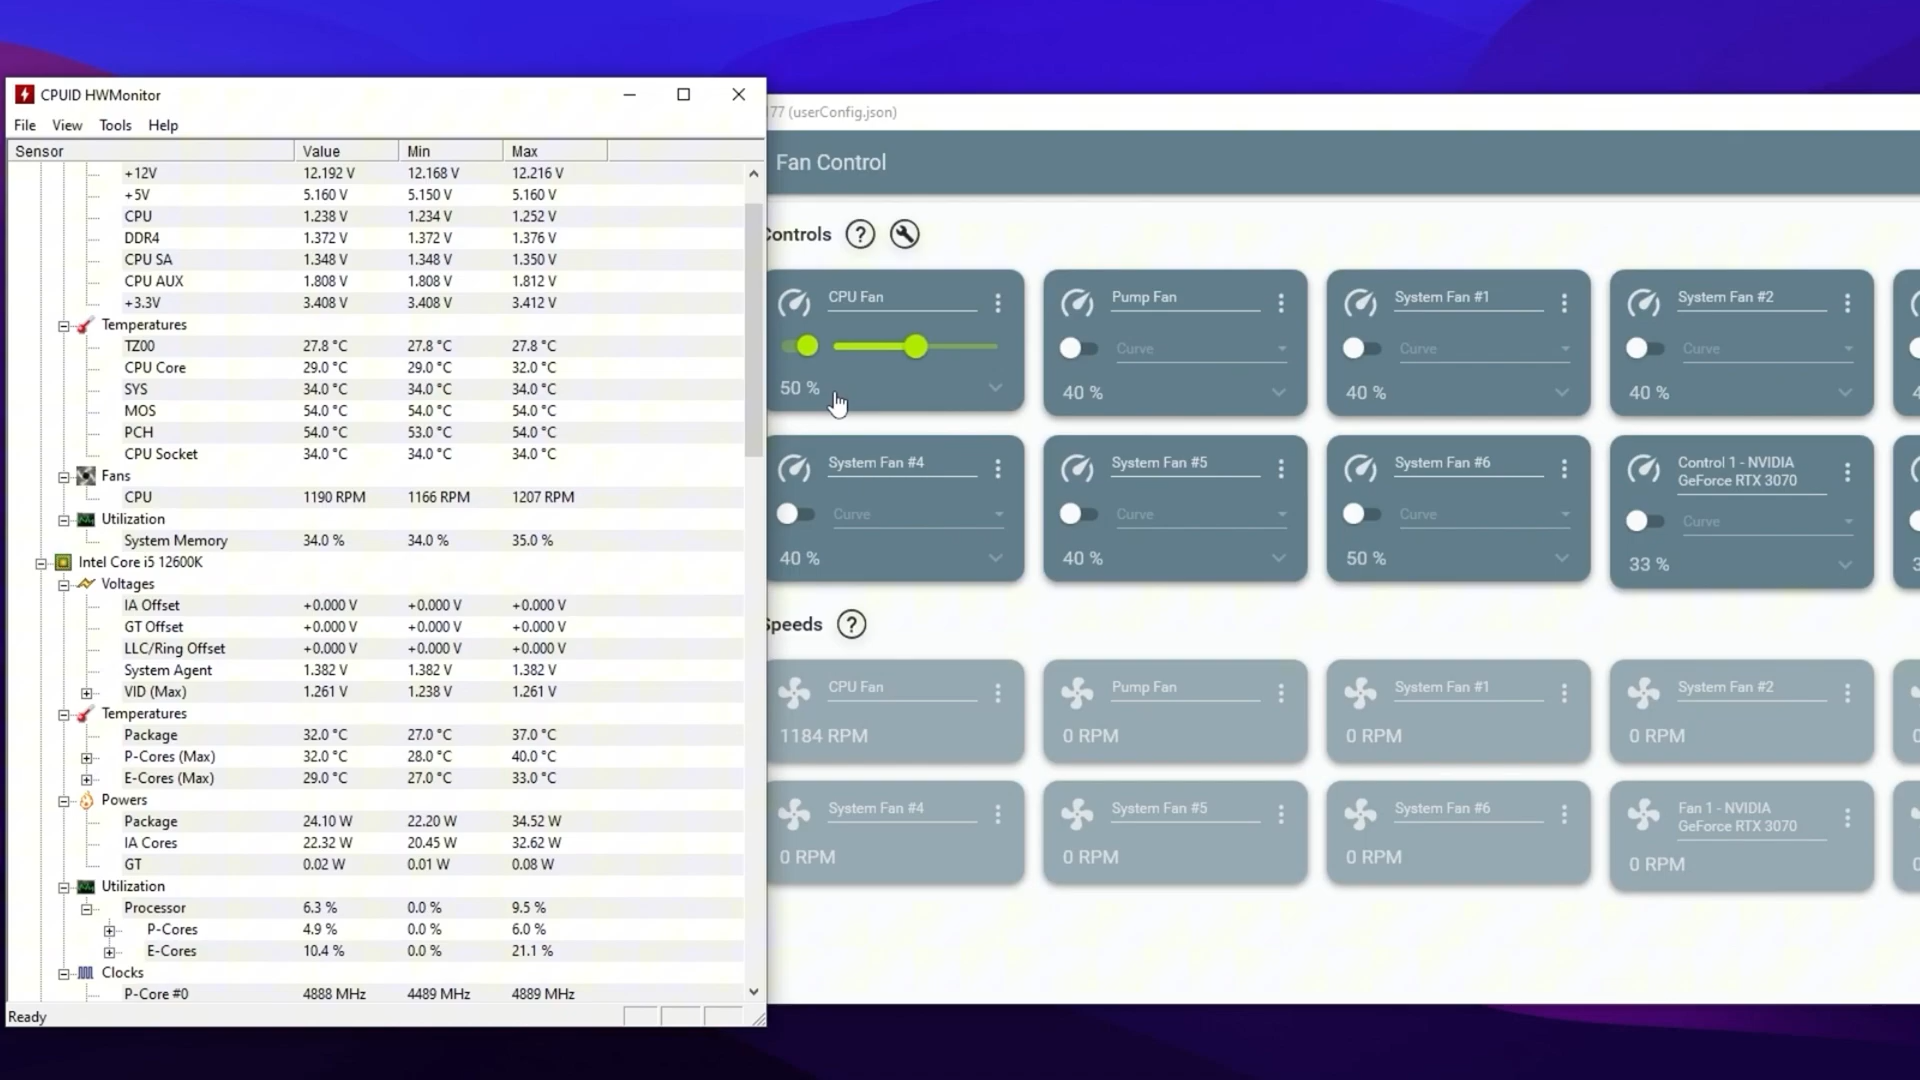 CPUID HWMonitor
File View Tools Help
Sensor Value Min Max
+12V 12.192 V 12.168 V 12.216 V
+5V 5.160 V 5.150 V 5.160 V
CPU 1.238 V 1.234 V 1.252 V
DDR4 1.372 V 1.372 V 1.376 V
CPU SA 1.348 V 1.348 V 1.350 V
CPU AUX 1.808 V 1.808 V 1.812 V
+3.3V 3.408 V 3.408 V 3.412 V
Temperatures
TZ00 27.8 °C 27.8 °C 27.8 °C
CPU Core 29.0 °C 29.0 °C 32.0 °C
SYS 34.0 °C 34.0 °C 34.0 °C
MOS 54.0 °C 54.0 °C 54.0 °C
PCH 54.0 °C 53.0 °C 54.0 °C
CPU Socket 34.0 °C 34.0 °C 34.0 °C
Fans
CPU 1190 RPM 1166 RPM 1207 RPM
Utilization
System Memory 34.0 % 34.0 % 35.0 %
Intel Core i5 12600K
Voltages
IA Offset +0.000 V +0.000 V +0.000 V
GT Offset +0.000 V +0.000 V +0.000 V
LLC/Ring Offset +0.000 V +0.000 V +0.000 V
System Agent 1.382 V 1.382 V 1.382 V
VID (Max) 1.261 V 1.238 V 1.261 V
Temperatures
Package 32.0 °C 27.0 °C 37.0 °C
P-Cores (Max) 32.0 °C 28.0 °C 40.0 °C
E-Cores (Max) 29.0 °C 27.0 °C 33.0 °C
Powers
Package 24.10 W 22.20 W 34.52 W
IA Cores 22.32 W 20.45 W 32.62 W
GT 0.02 W 0.01 W 0.08 W
Utilization
Processor 6.3 % 0.0 % 9.5 %
P-Cores 4.9 % 0.0 % 6.0 %
E-Cores 10.4 % 0.0 % 21.1 %
Clocks
P-Core #0 4888 MHz 4489 MHz 4889 MHz
Ready
77 (userConfig.json)
Fan Control
Controls ?
CPU Fan Pump Fan System Fan #1 System Fan #2
Curve Curve Curve
50 % 40 % 40 % 40 %
System Fan #4 System Fan #5 System Fan #6 Control 1 - NVIDIA
GeForce RTX 3070
Curve Curve Curve Curve
40 % 40 % 50 % 33 %
Speeds ?
CPU Fan Pump Fan System Fan #1 System Fan #2
1184 RPM 0 RPM 0 RPM 0 RPM
System Fan #4 System Fan #5 System Fan #6 Fan 1 - NVIDIA
GeForce RTX 3070
0 RPM 0 RPM 0 RPM 0 RPM